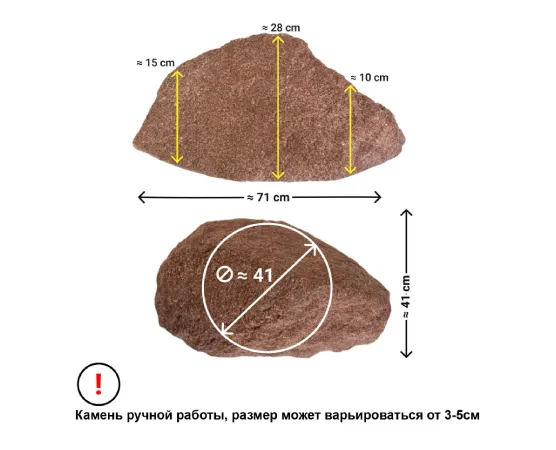 ≈ 28 cm
≈ 15 cm
≈ 10 cm
≈ 71 cm
≈ 41
≈ 41 cm
!
Камень ручной работы, размер может варьироваться от 3-5см